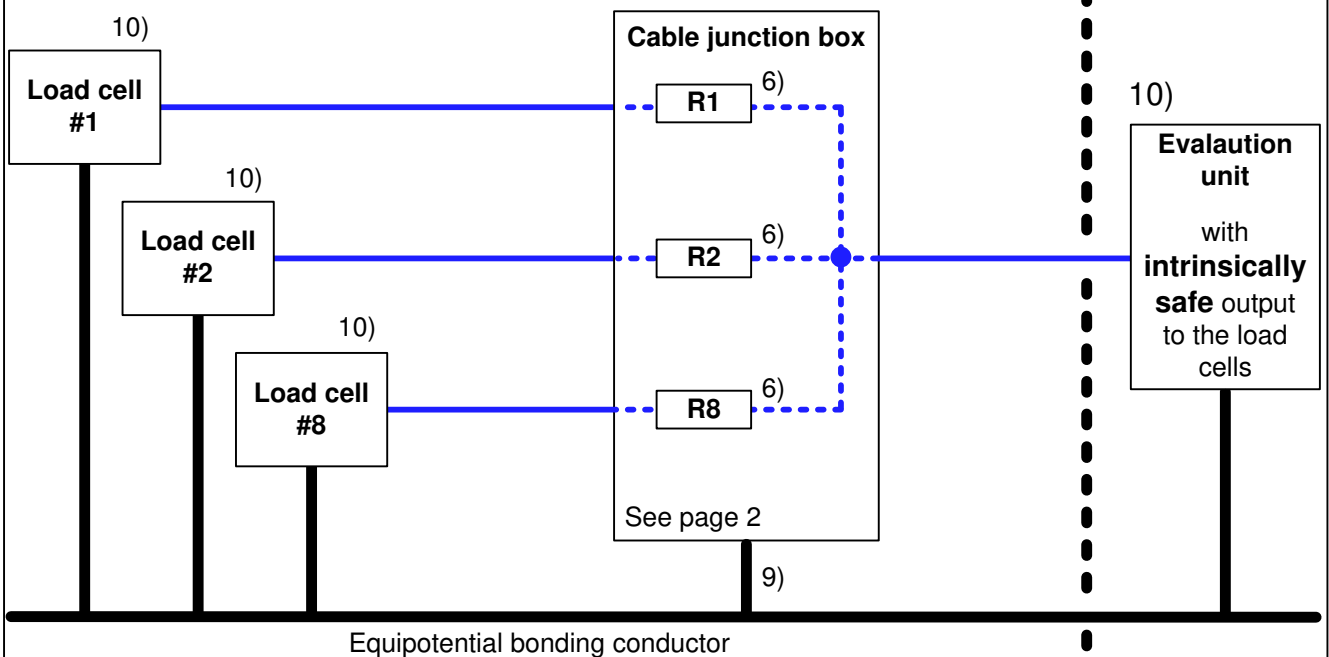 10)
Load cell
#1
10)
Load cell
#2
10)
Load cell
#8
Cable junction box
R1
6)
R2
6)
R8
6)
See page 2
9)
10)
Evalaution
unit
with
intrinsically
safe output
to the load
cells
Equipotential bonding conductor